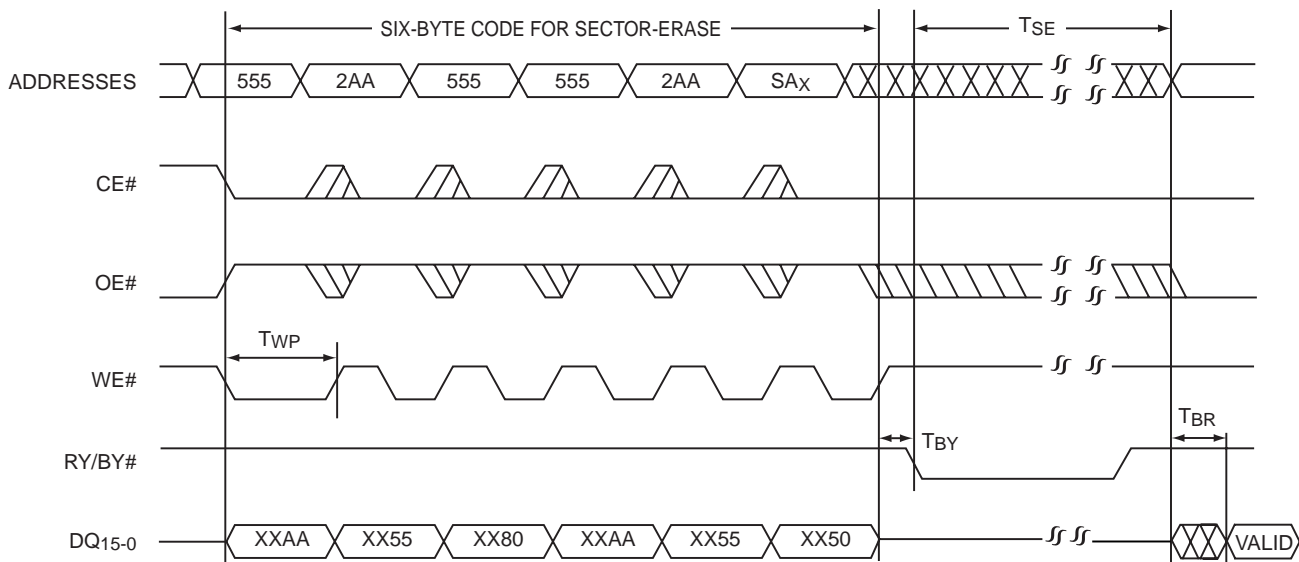 SIX-BYTE CODE FOR SECTOR-ERASE TSE
ADDRESSES 555 2AA 555 555 2AA SAX
CE#
OE#
TWP
WE#
TBY TBR
RY/BY#
DQ15-0 XXAA XX55 XX80 XXAA XX55 XX50 VALID